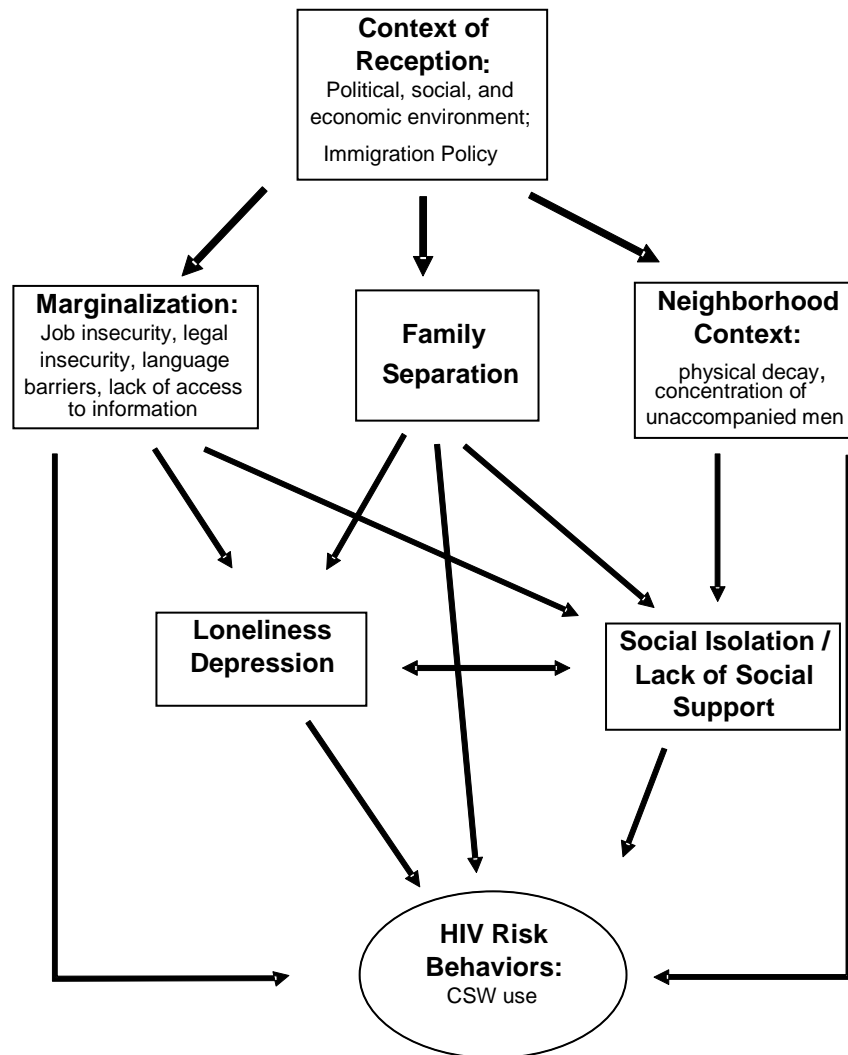 Context of
Reception:
Political, social, and
economic environment;
Immigration Policy
Marginalization:
Job insecurity, legal
insecurity, language
barriers, lack of access
to information
Family
Separation
Neighborhood
Context:
physical decay,
concentration of
unaccompanied men
Loneliness
Depression
Social Isolation /
Lack of Social
Support
HIV Risk
Behaviors:
CSW use